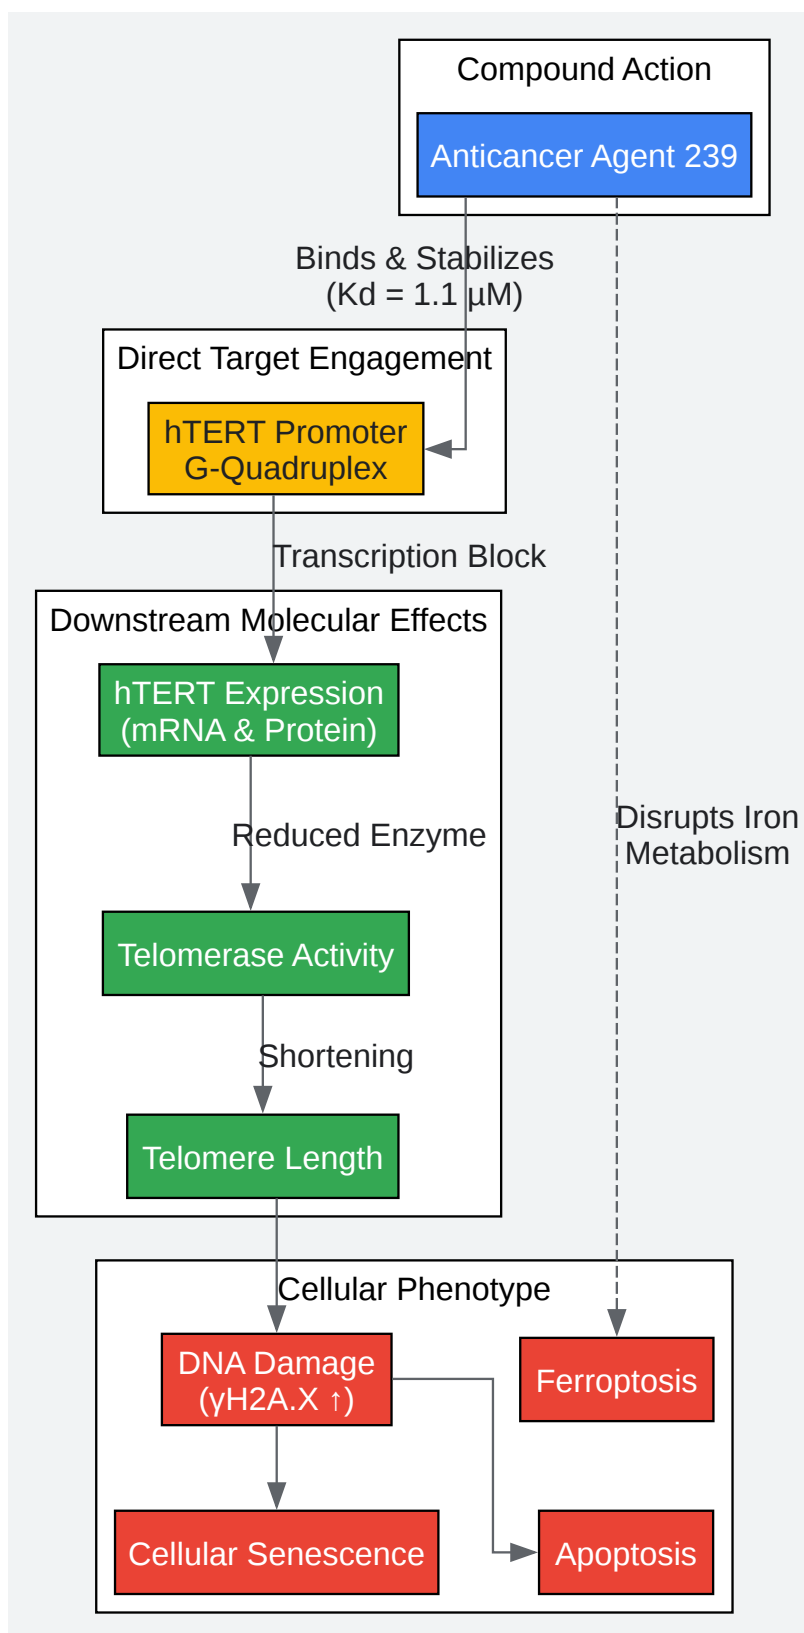 Compound Action
Anticancer Agent 239
Binds & Stabilizes
(Kd = 1.1 µM)
Direct Target Engagement
hTERT Promoter
G-Quadruplex
Transcription Block
Downstream Molecular Effects
hTERT Expression
(mRNA & Protein)
Reduced Enzyme
Disrupts Iron
Metabolism
Telomerase Activity
Shortening
Telomere Length
Cellular Phenotype
DNA Damage
(γH2A.X ↑)
Ferroptosis
Cellular Senescence
Apoptosis